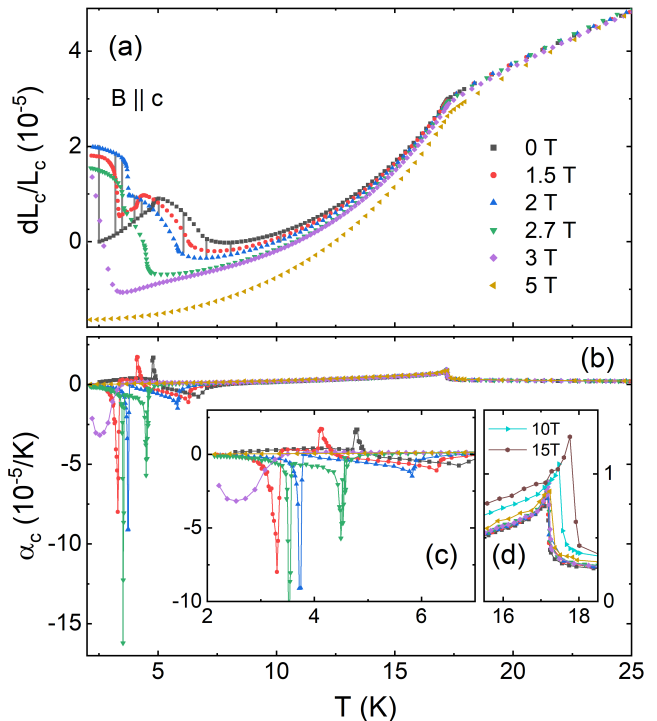 (a)
B || c
dL_c/L_c (10^-5)
4
2
0
0 T
1.5 T
2 T
2.7 T
3 T
5 T
(b)
α_c (10^-5/K)
0
-5
-10
-15
0
-5
-10
(c)
2
4
6
10T
15T
(d)
1
0
16
18
5
10
15
20
25
T (K)